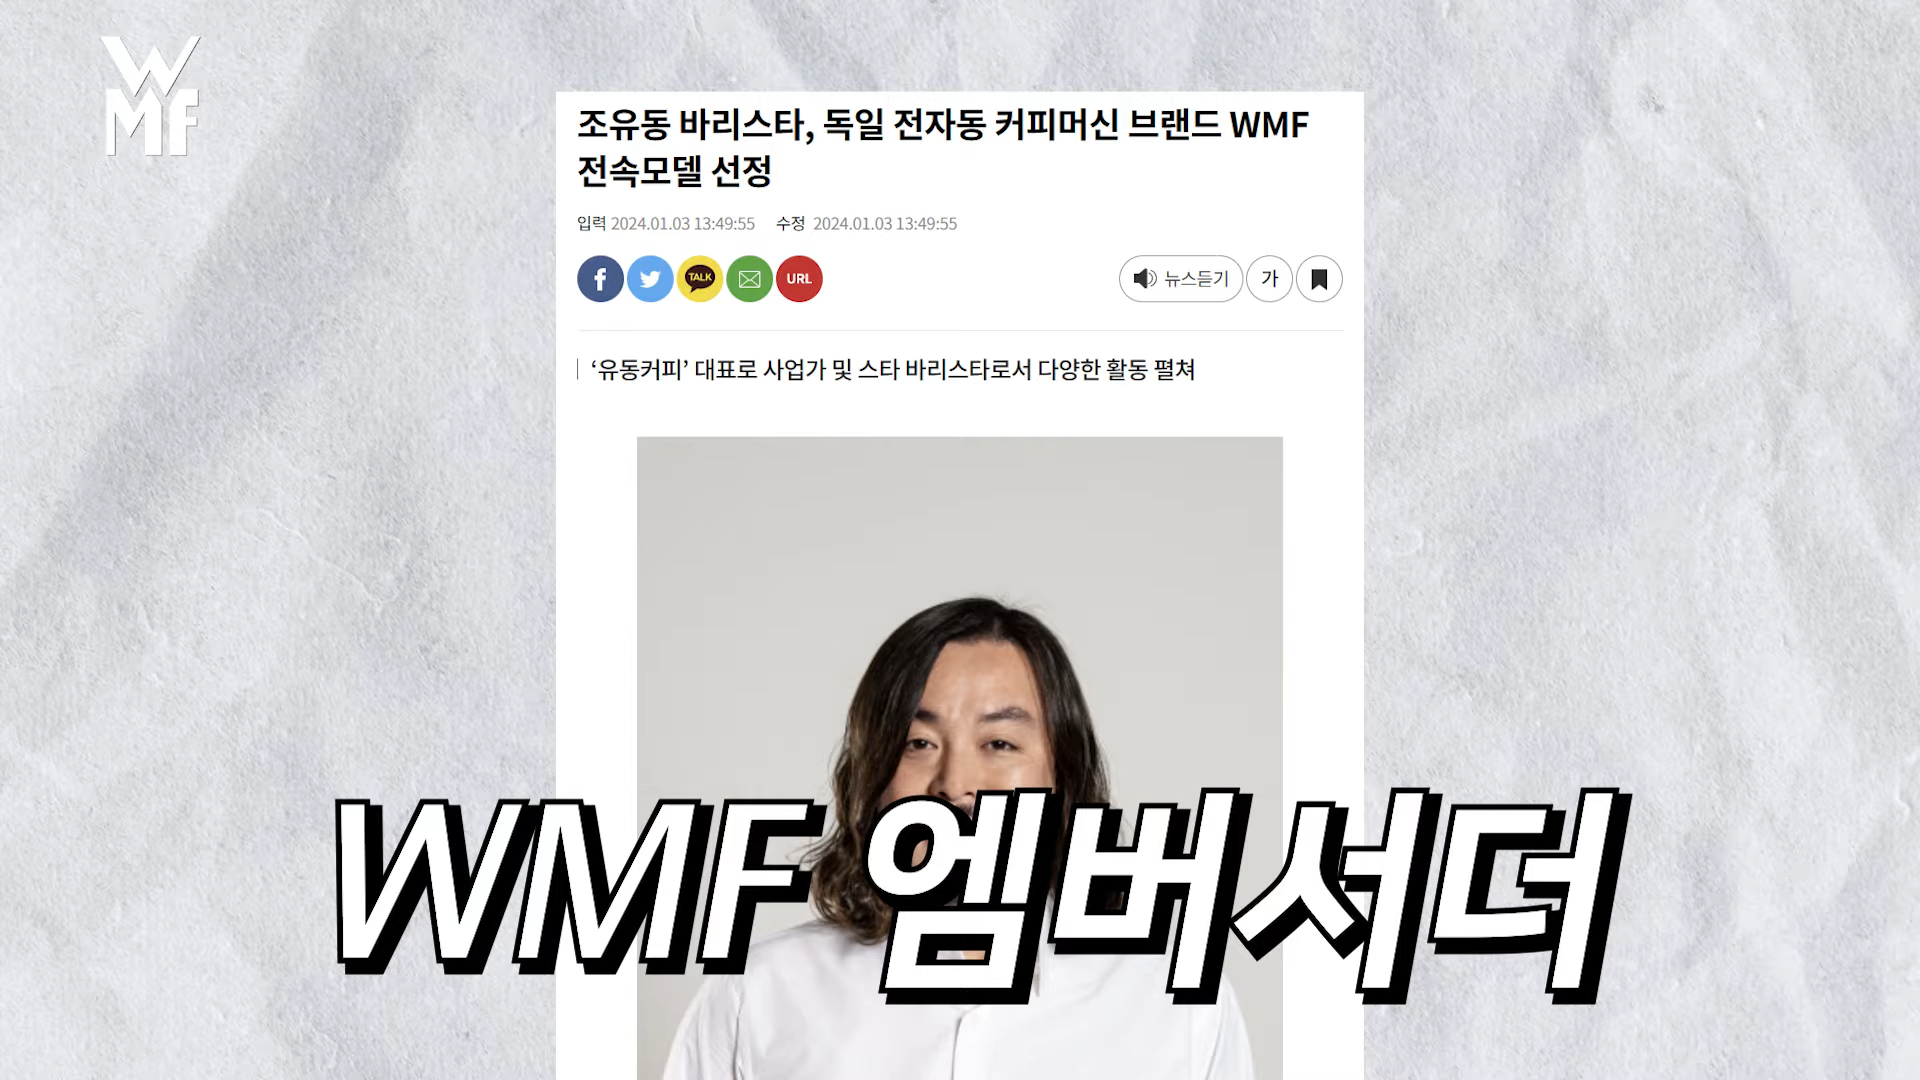 WMF
조유동 바리스타, 독일 전자동 커피머신 브랜드 WMF
전속모델 선정
입력 2024.01.03 13:49:55 수정 2024.01.03 13:49:55
f TALK URL 뉴스듣기 가
‘유동커피’ 대표로 사업가 및 스타 바리스타로서 다양한 활동 펼쳐
WMF 엠버서더